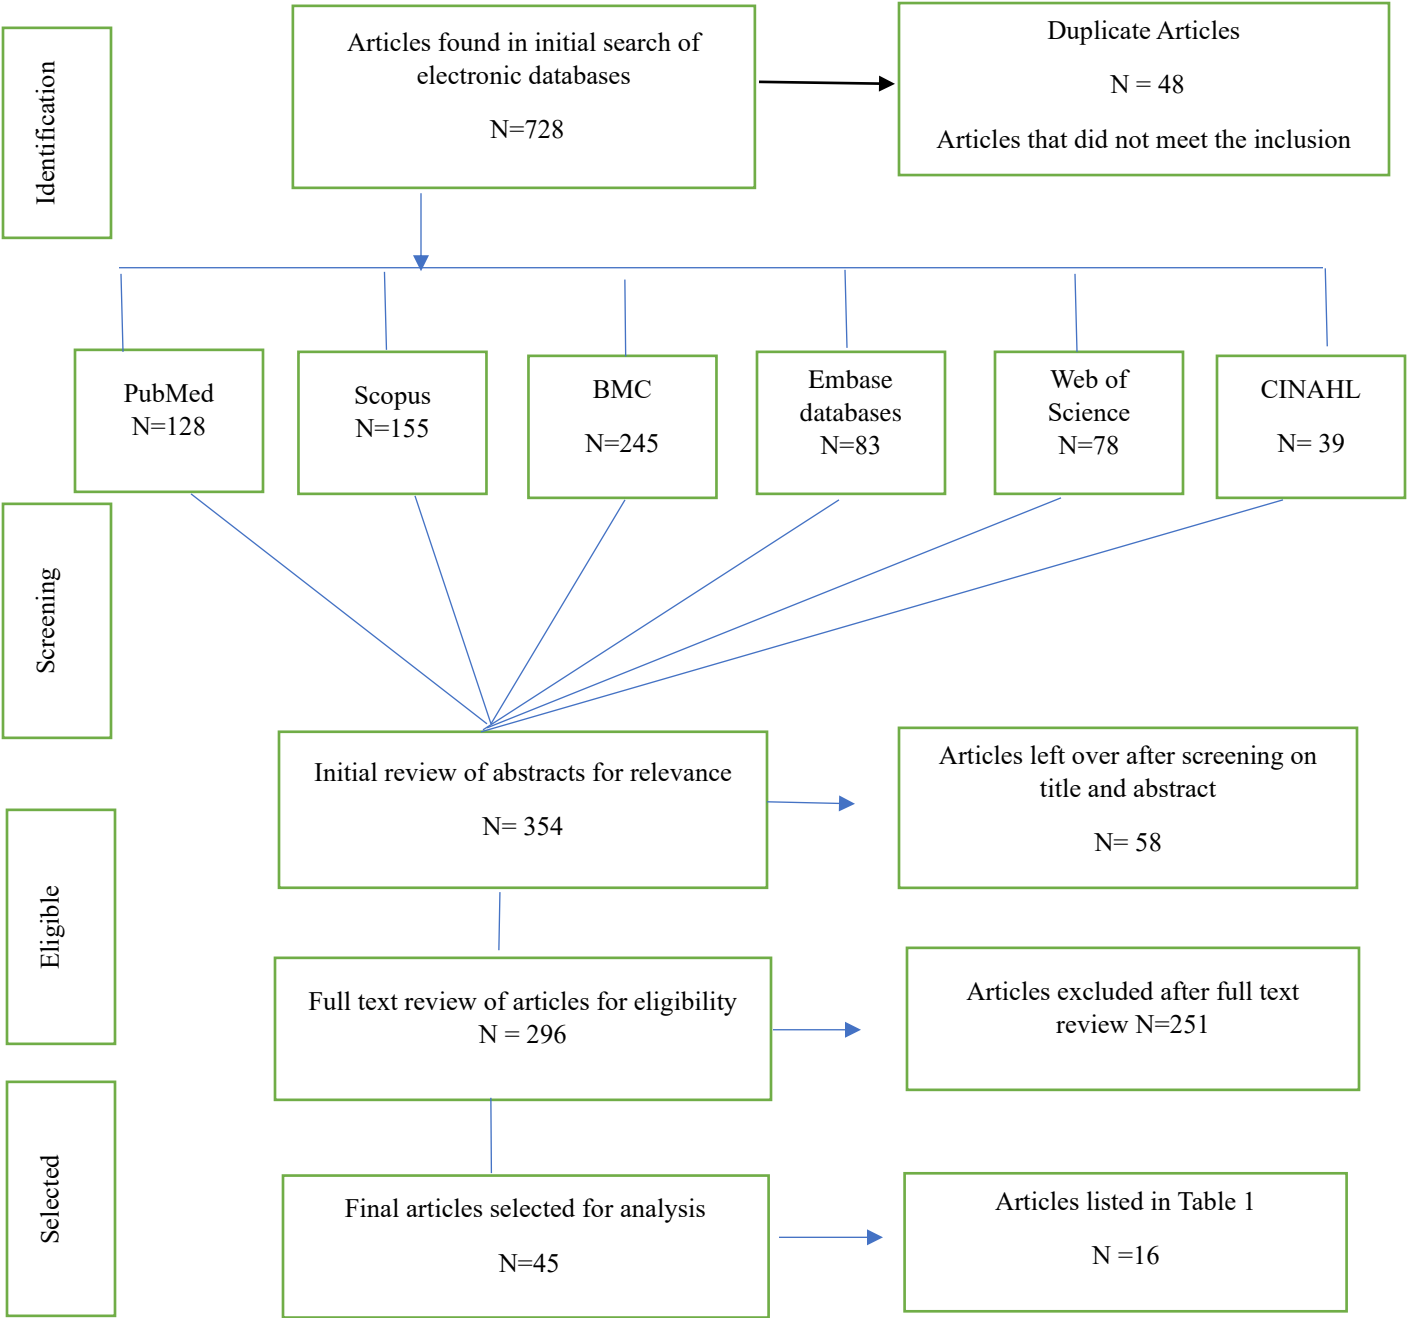 Identification
Articles found in initial search of
electronic databases
N=728
Duplicate Articles
N = 48
Articles that did not meet the inclusion
PubMed
N=128
Scopus
N=155
BMC
N=245
Embase
databases
N=83
Web of
Science
N=78
CINAHL
N= 39
Screening
Initial review of abstracts for relevance
N= 354
Articles left over after screening on
title and abstract
N= 58
Eligible
Full text review of articles for eligibility
N = 296
Articles excluded after full text
review N=251
Selected
Final articles selected for analysis
N=45
Articles listed in Table 1
N =16